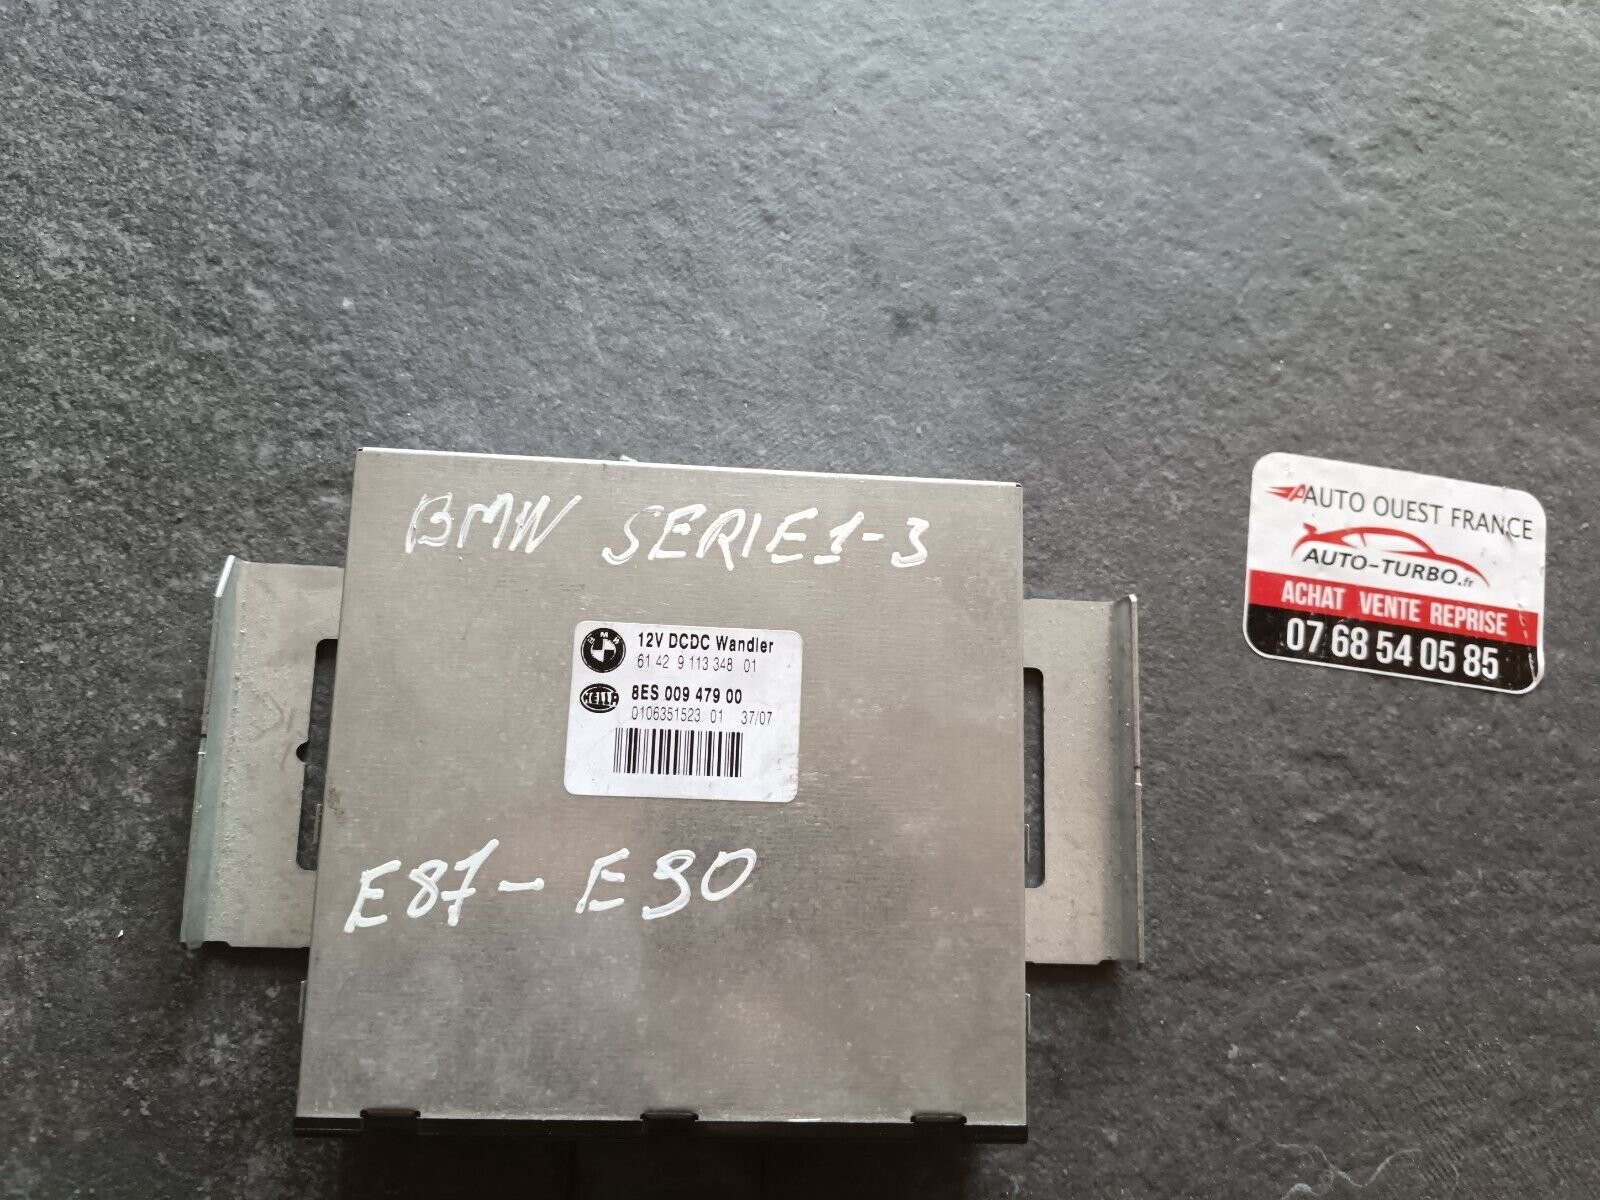 BMW SERIE 1-3
BMW
12V DCDC Wandler
61 42 9 113 348 01
HELLA
8ES 009 479 00
0106351523 01 37/07
E87 - E90
AUTO OUEST FRANCE
AUTO-TURBO.fr
ACHAT VENTE REPRISE
07 68 54 05 85